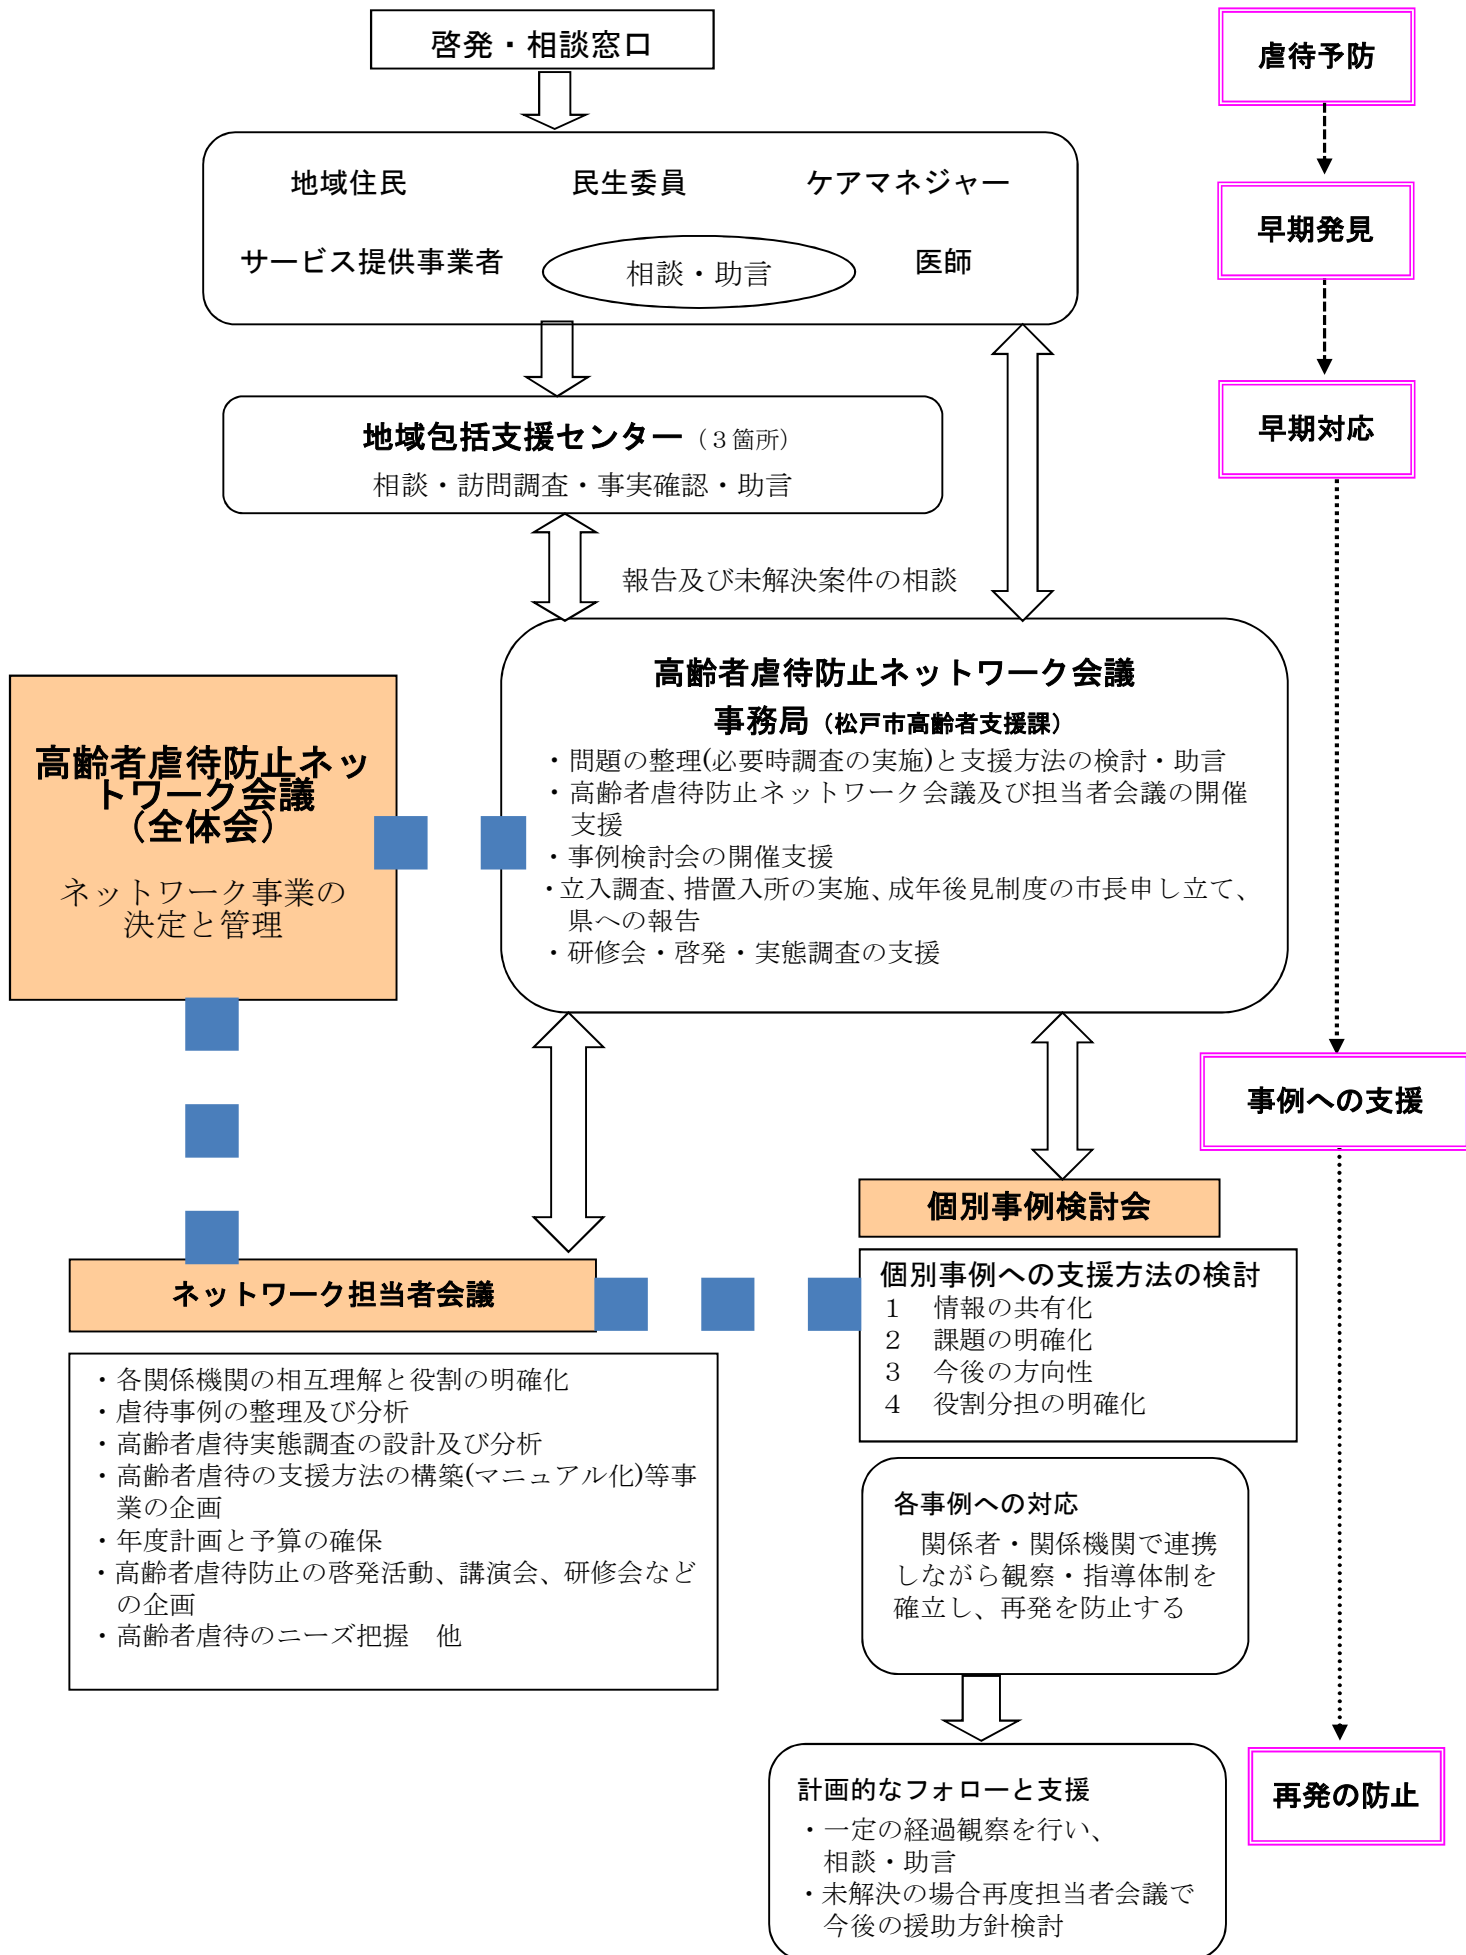 啓発・相談窓口
地域住民 民生委員 ケアマネジャー
サービス提供事業者 相談・助言 医師
地域包括支援センター（３箇所）
相談・訪問調査・事実確認・助言
報告及び未解決案件の相談
高齢者虐待防止ネットワーク会議
事務局（松戸市高齢者支援課）
・問題の整理(必要時調査の実施)と支援方法の検討・助言
・高齢者虐待防止ネットワーク会議及び担当者会議の開催
支援
・事例検討会の開催支援
・立入調査、措置入所の実施、成年後見制度の市長申し立て、
県への報告
・研修会・啓発・実態調査の支援
高齢者虐待防止ネッ
トワーク会議
（全体会）
ネットワーク事業の
決定と管理
ネットワーク担当者会議
・各関係機関の相互理解と役割の明確化
・虐待事例の整理及び分析
・高齢者虐待実態調査の設計及び分析
・高齢者虐待の支援方法の構築(マニュアル化)等事
業の企画
・年度計画と予算の確保
・高齢者虐待防止の啓発活動、講演会、研修会など
の企画
・高齢者虐待のニーズ把握　他
個別事例検討会
個別事例への支援方法の検討
１　情報の共有化
２　課題の明確化
３　今後の方向性
４　役割分担の明確化
各事例への対応
　関係者・関係機関で連携
しながら観察・指導体制を
確立し、再発を防止する
計画的なフォローと支援
・一定の経過観察を行い、
相談・助言
・未解決の場合再度担当者会議で
今後の援助方針検討
虐待予防
早期発見
早期対応
事例への支援
再発の防止